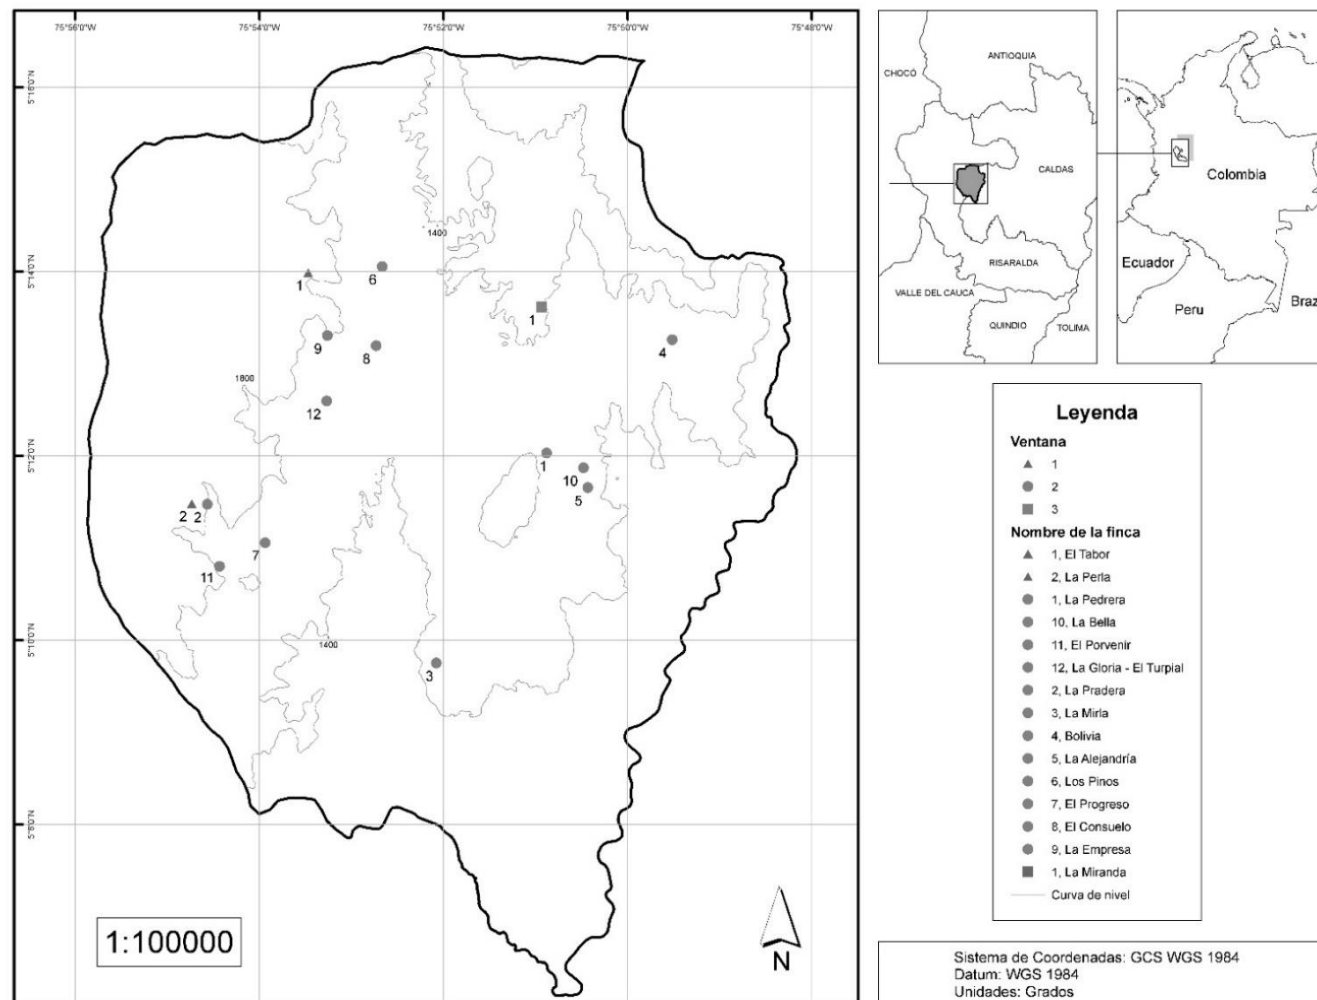 75°56'0"W
75°54'0"W
75°52'0"W
75°50'0"W
75°48'0"W
5°16'0"N
5°14'0"N
5°12'0"N
5°10'0"N
5°8'0"N
1400
6
1
1
9
8
4
1800
12
1
10
5
2
2
7
11
1400
3
1:100000
N
ANTIOQUIA
CHOCÓ
CALDAS
RISARALDA
VALLE DEL CAUCA
QUINDIO
TOLIMA
Colombia
Ecuador
Peru
Braz
Leyenda
Ventana
1
2
3
Nombre de la finca
1, El Tabor
2, La Perla
1, La Pedrera
10, La Bella
11, El Porvenir
12, La Gloria - El Turpial
2, La Pradera
3, La Mirla
4, Bolivia
5, La Alejandría
6, Los Pinos
7, El Progreso
8, El Consuelo
9, La Empresa
1, La Miranda
Curva de nivel
Sistema de Coordenadas: GCS WGS 1984
Datum: WGS 1984
Unidades: Grados